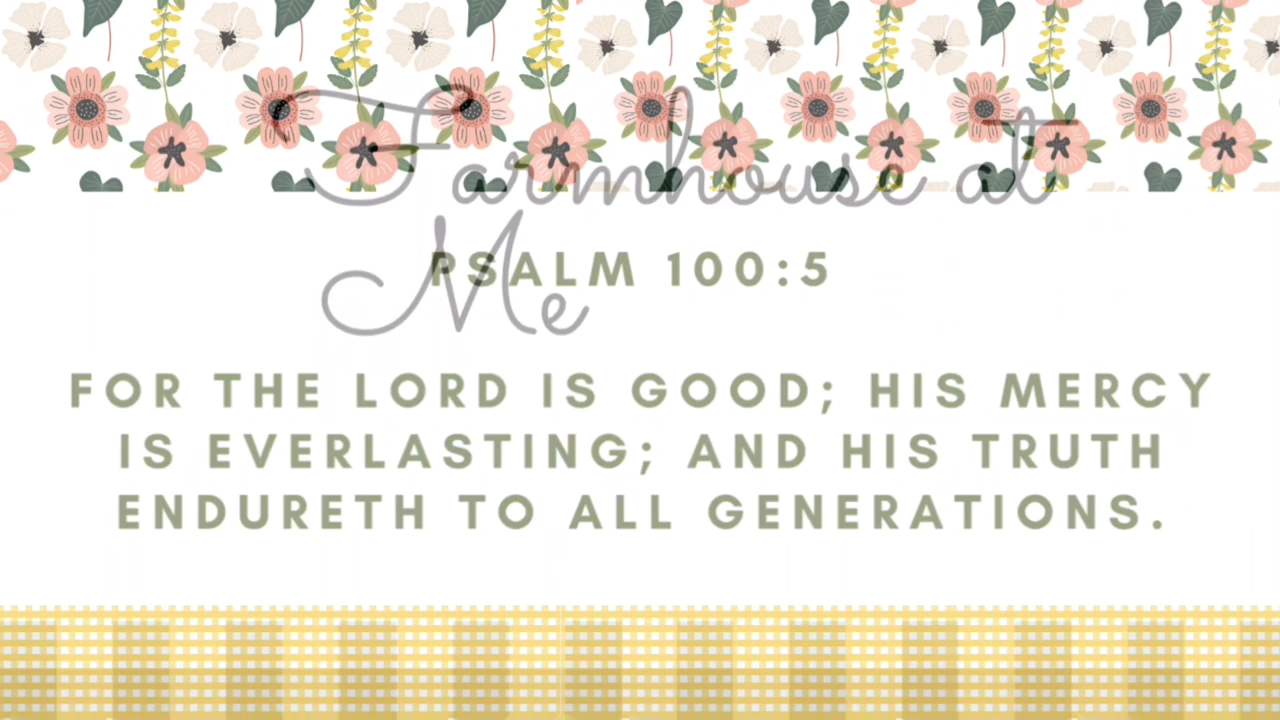 Farmhouse at
Me
PSALM 100:5
FOR THE LORD IS GOOD; HIS MERCY
IS EVERLASTING; AND HIS TRUTH
ENDURETH TO ALL GENERATIONS.